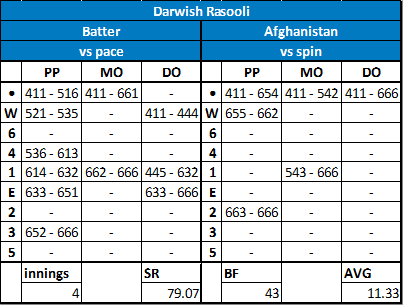 Darwish Rasooli
Batter Afghanistan
vs pace vs spin
PP MO DO PP MO DO
• 411 - 516 411 - 661 - • 411 - 654 411 - 542 411 - 666
W 521 - 535 - 411 - 444 W 655 - 662 - -
6 - - - 6 - - -
4 536 - 613 - - 4 - - -
1 614 - 632 662 - 666 445 - 632 1 - 543 - 666 -
E 633 - 651 - 633 - 666 E - - -
2 - - - 2 663 - 666 - -
3 652 - 666 - - 3 - - -
5 - - - 5 - - -
innings SR BF AVG
4 79.07 43 11.33